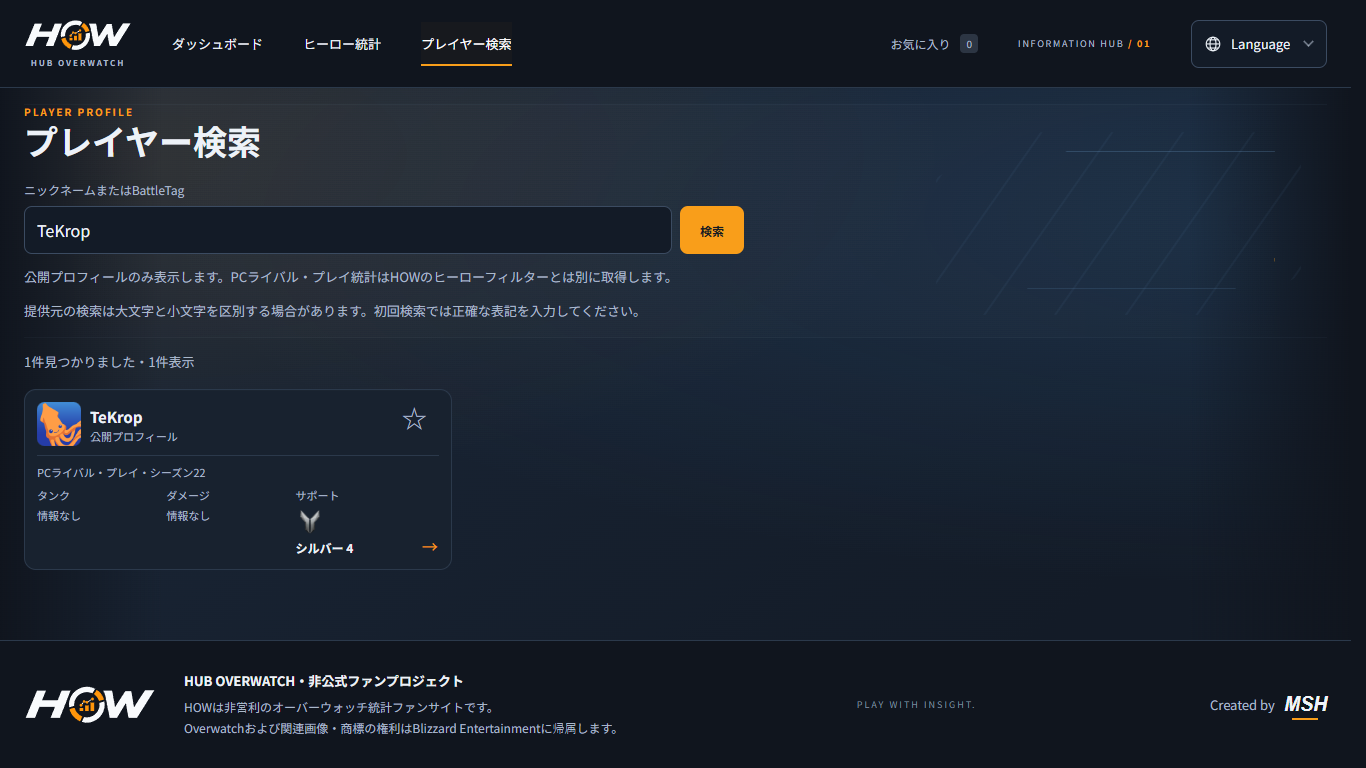 HOW
HUB OVERWATCH
ダッシュボード
ヒーロー統計
プレイヤー検索
お気に入り 0
INFORMATION HUB / 01
Language
PLAYER PROFILE
プレイヤー検索
ニックネームまたはBattleTag
TeKrop
検索
公開プロフィールのみ表示します。PCライバル・プレイ統計はHOWのヒーローフィルターとは別に取得します。
提供元の検索は大文字と小文字を区別する場合があります。初回検索では正確な表記を入力してください。
1件見つかりました・1件表示
TeKrop
公開プロフィール
PCライバル・プレイ・シーズン22
タンク
情報なし
ダメージ
情報なし
サポート
シルバー 4
→
HOW
HUB OVERWATCH・非公式ファンプロジェクト
HOWは非営利のオーバーウォッチ統計ファンサイトです。
Overwatchおよび関連画像・商標の権利はBlizzard Entertainmentに帰属します。
PLAY WITH INSIGHT.
Created by MSH